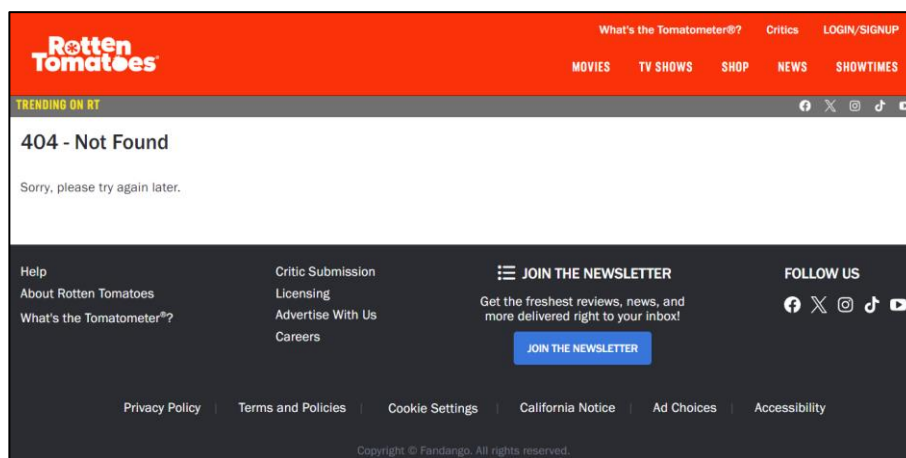 What's the Tomatometer®?
Critics
LOGIN/SIGNUP
Rotten
Tomatoes
MOVIES
TV SHOWS
SHOP
NEWS
SHOWTIMES
TRENDING ON RT
404 - Not Found
Sorry, please try again later.
Help
About Rotten Tomatoes
What's the Tomatometer®?
Critic Submission
Licensing
Advertise With Us
Careers
JOIN THE NEWSLETTER
Get the freshest reviews, news, and
more delivered right to your inbox!
JOIN THE NEWSLETTER
FOLLOW US
Privacy Policy
Terms and Policies
Cookie Settings
California Notice
Ad Choices
Accessibility
Copyright © Fandango. All rights reserved.